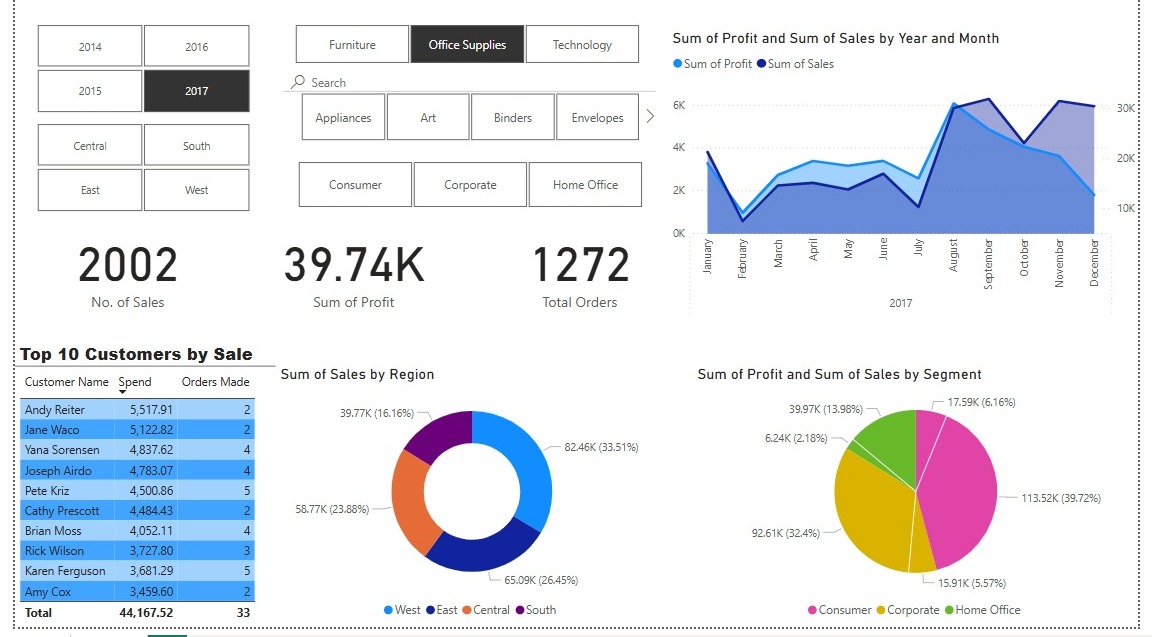 2014 2016
2015 2017
Central South
East West
Furniture Office Supplies Technology
Search
Appliances Art Binders Envelopes
Consumer Corporate Home Office
Sum of Profit and Sum of Sales by Year and Month
Sum of Profit Sum of Sales
6K
4K
2K
0K
30K
20K
10K
January February March April May June July August September October November December
2017
2002
No. of Sales
39.74K
Sum of Profit
1272
Total Orders
Top 10 Customers by Sale
Customer Name Spend Orders Made
Andy Reiter 5,517.91 2
Jane Waco 5,122.82 2
Yana Sorensen 4,837.62 4
Joseph Airdo 4,783.07 4
Pete Kriz 4,500.86 5
Cathy Prescott 4,484.43 2
Brian Moss 4,052.11 4
Rick Wilson 3,727.80 3
Karen Ferguson 3,681.29 5
Amy Cox 3,459.60 2
Total 44,167.52 33
Sum of Sales by Region
39.77K (16.16%)
82.46K (33.51%)
58.77K (23.88%)
65.09K (26.45%)
West East Central South
Sum of Profit and Sum of Sales by Segment
17.59K (6.16%)
39.97K (13.98%)
6.24K (2.18%)
113.52K (39.72%)
92.61K (32.4%)
15.91K (5.57%)
Consumer Corporate Home Office